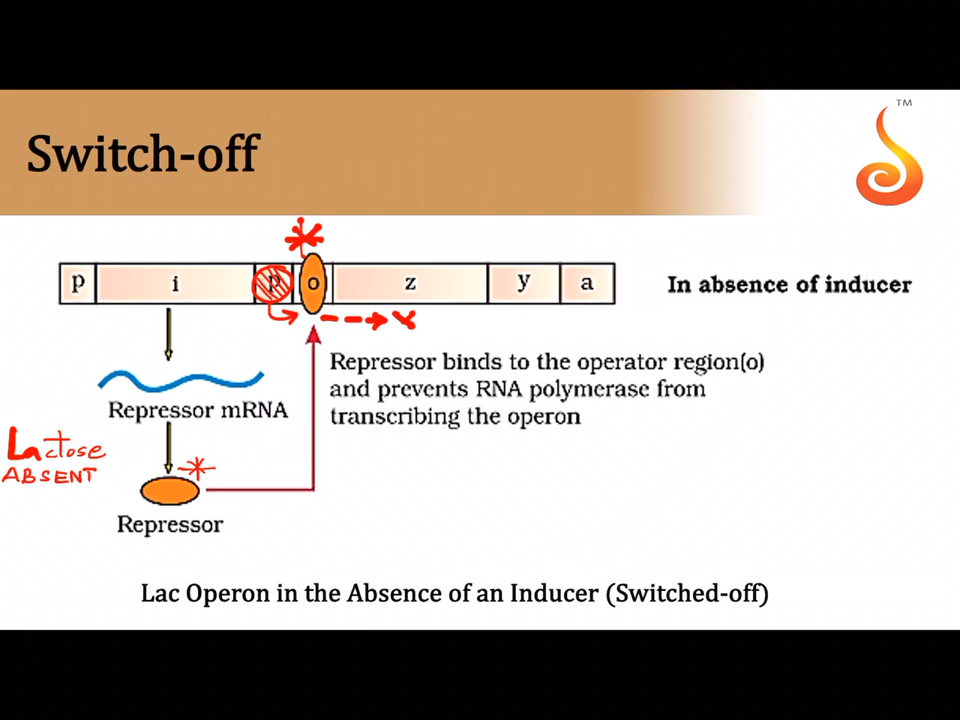 TM
Switch-off
p i p o z y a
In absence of inducer
Repressor binds to the operator region(o)
and prevents RNA polymerase from
transcribing the operon
Repressor mRNA
Lactose
ABSENT
Repressor
Lac Operon in the Absence of an Inducer (Switched-off)